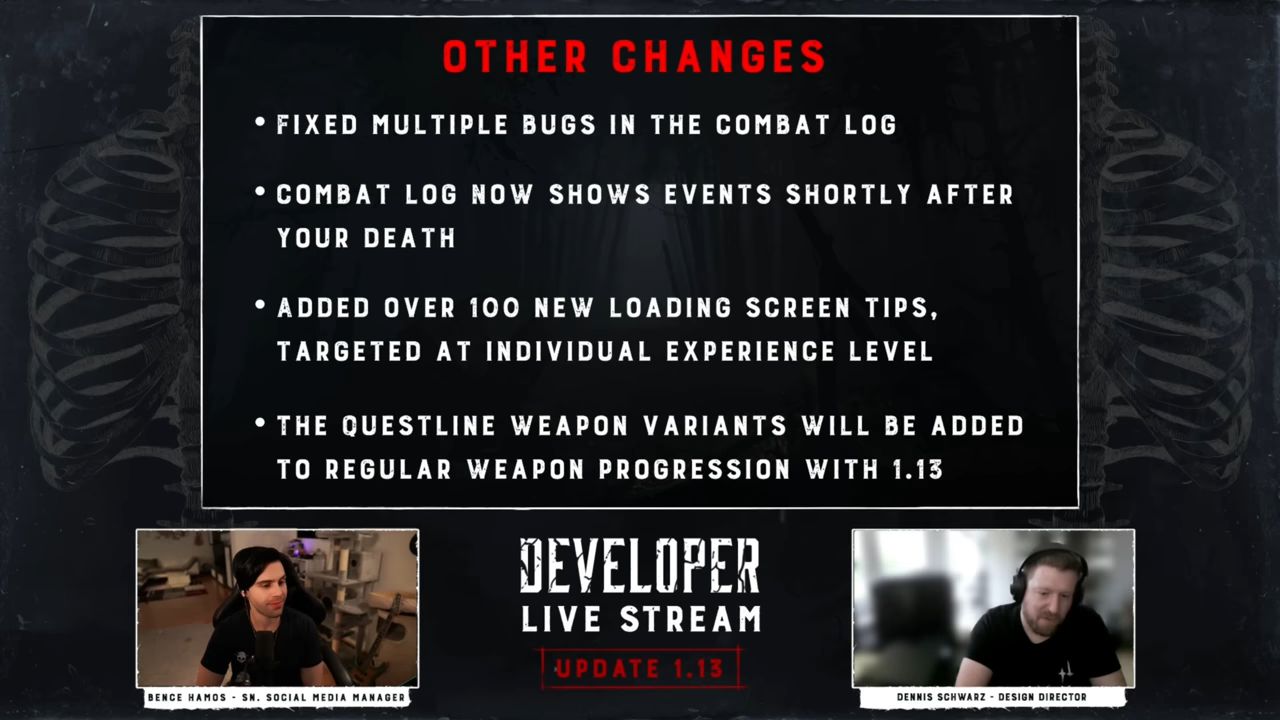 OTHER CHANGES
• FIXED MULTIPLE BUGS IN THE COMBAT LOG
• COMBAT LOG NOW SHOWS EVENTS SHORTLY AFTER
YOUR DEATH
• ADDED OVER 100 NEW LOADING SCREEN TIPS,
TARGETED AT INDIVIDUAL EXPERIENCE LEVEL
• THE QUESTLINE WEAPON VARIANTS WILL BE ADDED
TO REGULAR WEAPON PROGRESSION WITH 1.13
DEVELOPER
LIVE STREAM
UPDATE 1.13
BENCE HAMOS - SN. SOCIAL MEDIA MANAGER
DENNIS SCHWARZ - DESIGN DIRECTOR